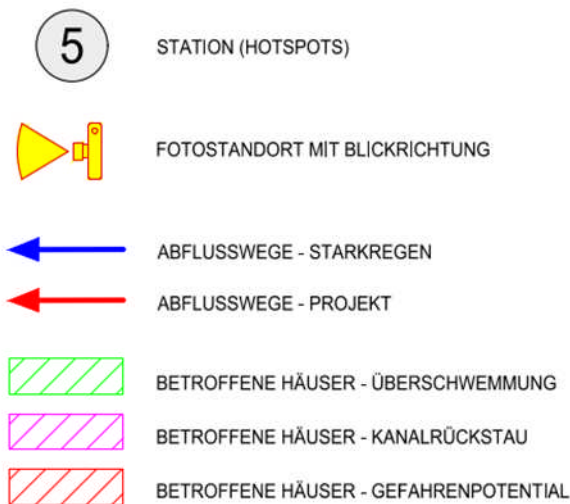 5 STATION (HOTSPOTS)
FOTOSTANDORT MIT BLICKRICHTUNG
ABFLUSSWEGE - STARKREGEN
ABFLUSSWEGE - PROJEKT
BETROFFENE HÄUSER - ÜBERSCHWEMMUNG
BETROFFENE HÄUSER - KANALRÜCKSTAU
BETROFFENE HÄUSER - GEFAHRENPOTENTIAL